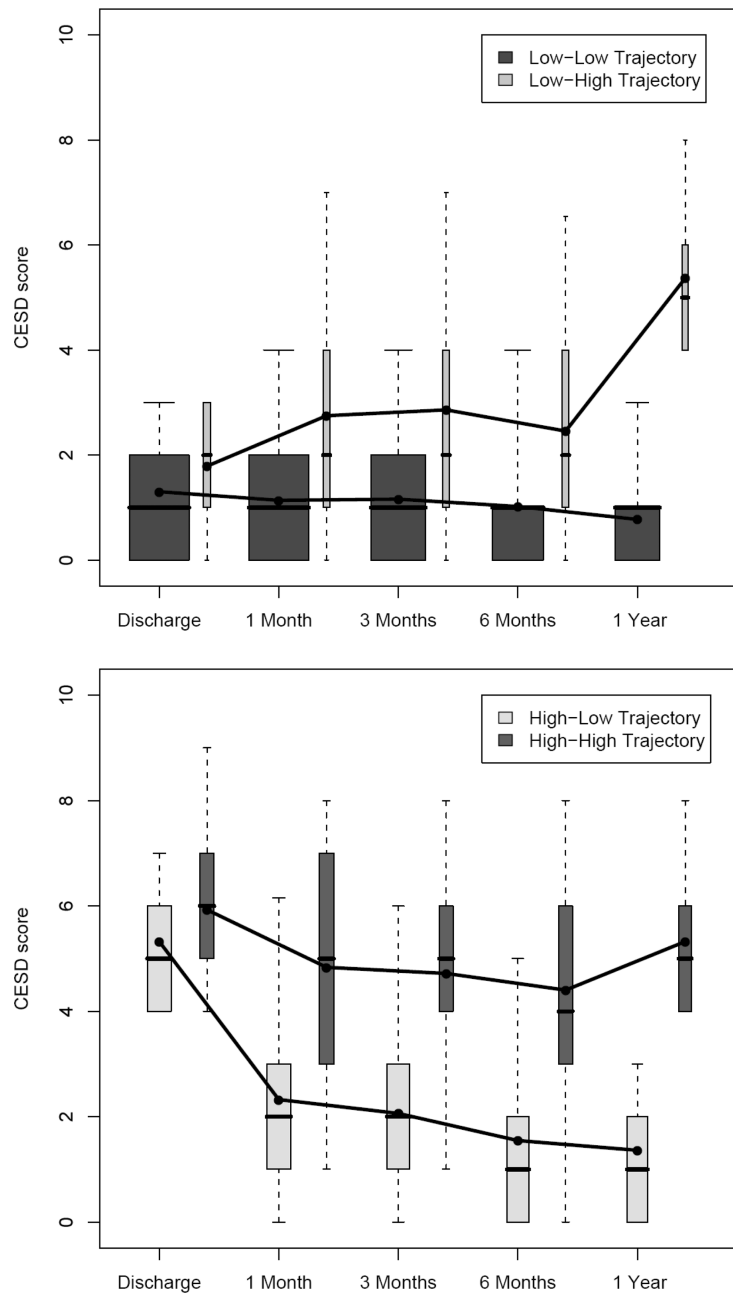 10
8
6
4
2
0
CESD score
Low−Low Trajectory
Low−High Trajectory
Discharge 1 Month 3 Months 6 Months 1 Year
10
8
6
4
2
0
CESD score
High−Low Trajectory
High−High Trajectory
Discharge 1 Month 3 Months 6 Months 1 Year